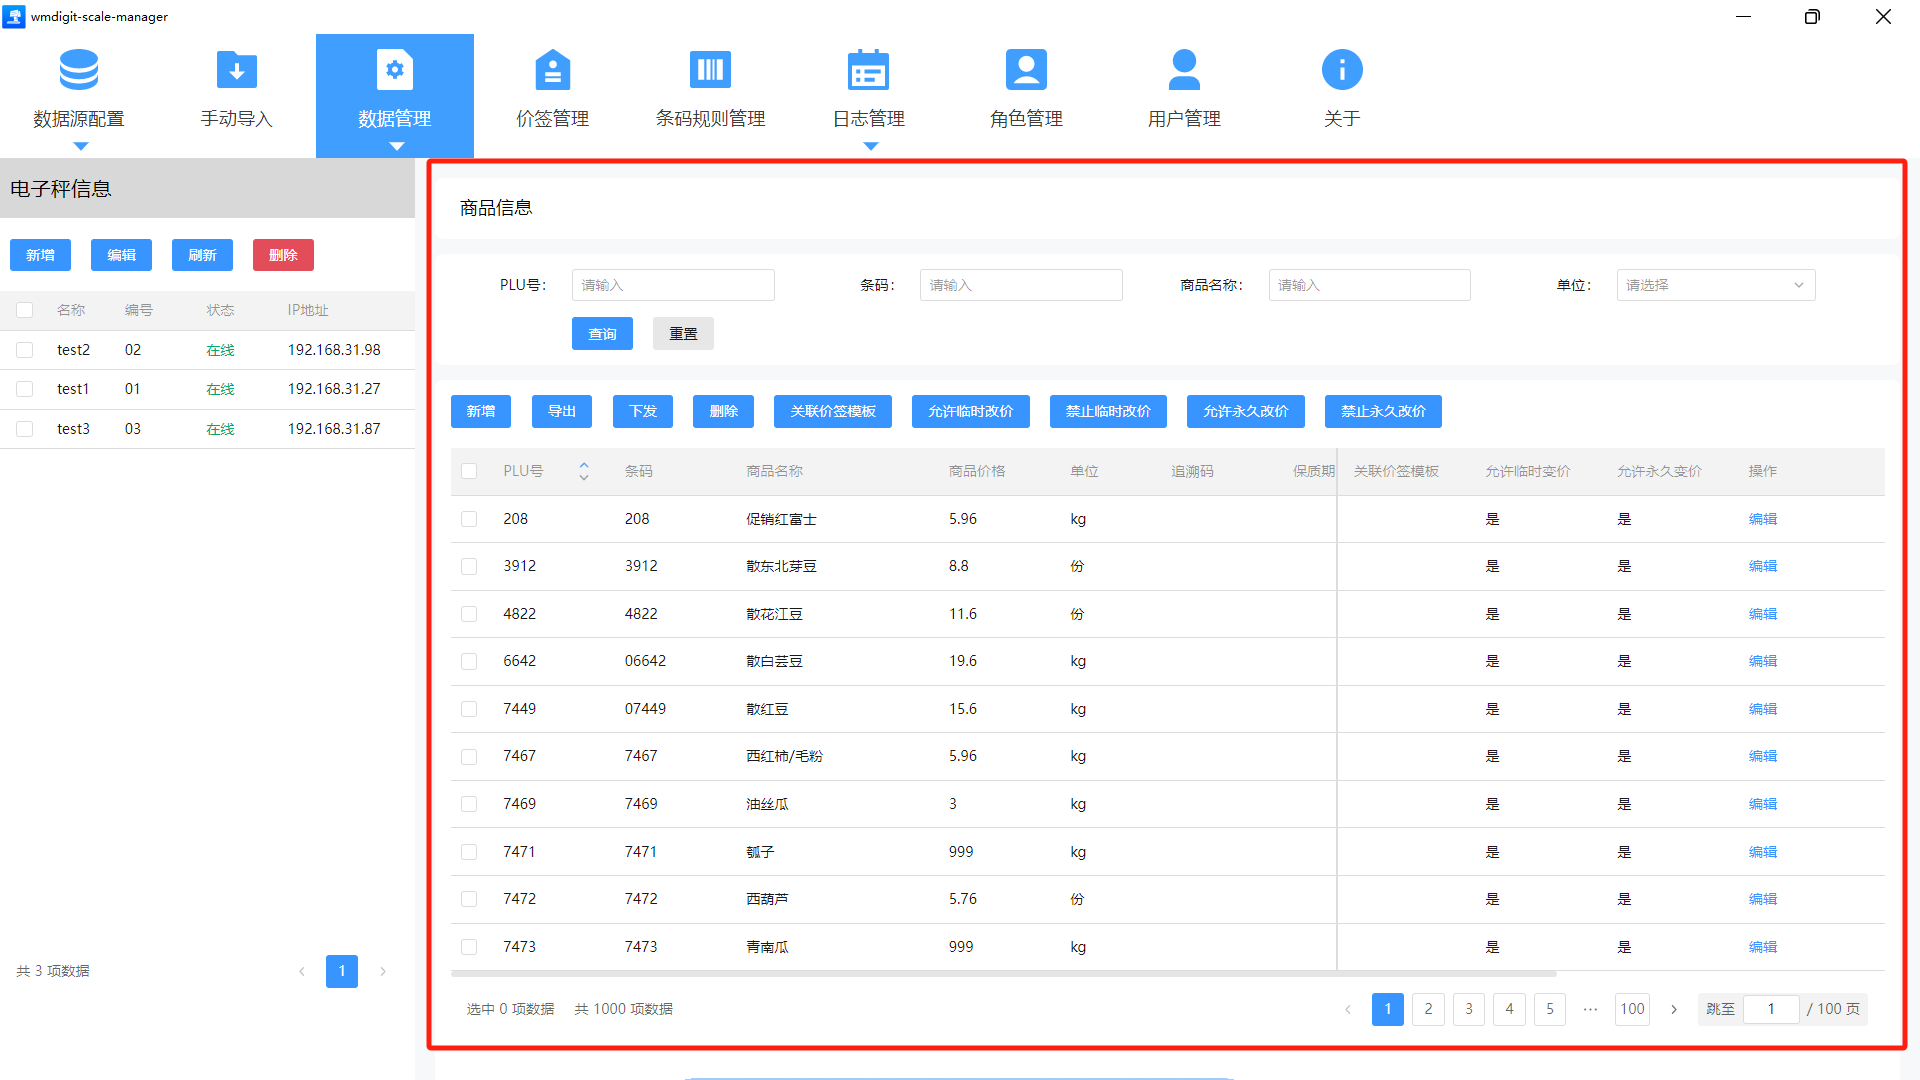 wmdigit-scale-manager
数据源配置 手动导入 数据管理 价签管理 条码规则管理 日志管理 角色管理 用户管理 关于
电子秤信息
新增 编辑 刷新 删除
名称 编号 状态 IP地址
test2 02 在线 192.168.31.98
test1 01 在线 192.168.31.27
test3 03 在线 192.168.31.87
共 3 项数据 1
商品信息
PLU号: 请输入 条码: 请输入 商品名称: 请输入 单位: 请选择
查询 重置
新增 导出 下发 删除 关联价签模板 允许临时改价 禁止临时改价 允许永久改价 禁止永久改价
PLU号 条码 商品名称 商品价格 单位 追溯码 保质期 关联价签模板 允许临时变价 允许永久变价 操作
208 208 促销红富士 5.96 kg 是 是 编辑
3912 3912 散东北芽豆 8.8 份 是 是 编辑
4822 4822 散花江豆 11.6 份 是 是 编辑
6642 06642 散白芸豆 19.6 kg 是 是 编辑
7449 07449 散红豆 15.6 kg 是 是 编辑
7467 7467 西红柿/毛粉 5.96 kg 是 是 编辑
7469 7469 油丝瓜 3 kg 是 是 编辑
7471 7471 瓠子 999 kg 是 是 编辑
7472 7472 西葫芦 5.76 份 是 是 编辑
7473 7473 青南瓜 999 kg 是 是 编辑
选中 0 项数据 共 1000 项数据 1 2 3 4 5 ··· 100 跳至 1 / 100 页